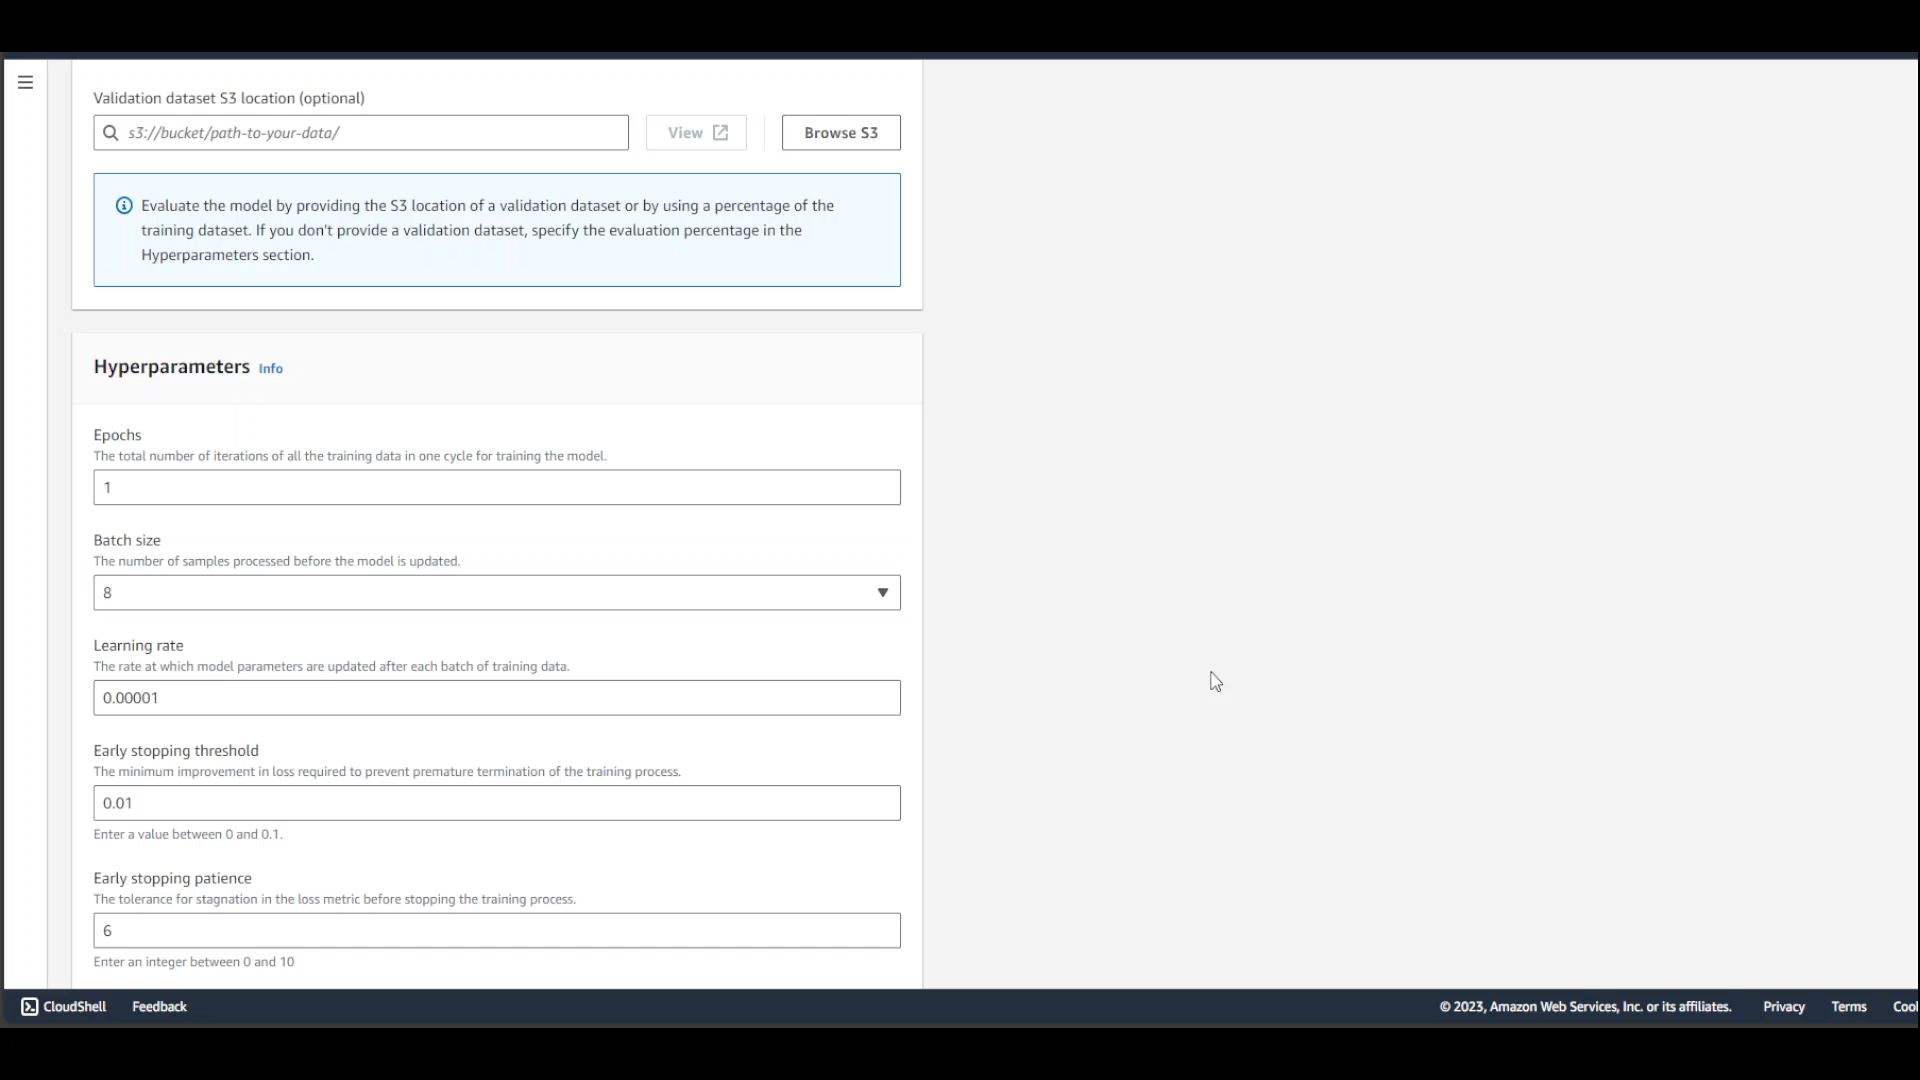 Validation dataset S3 location (optional)
s3://bucket/path-to-your-data/
View
Browse S3
Evaluate the model by providing the S3 location of a validation dataset or by using a percentage of the
training dataset. If you don't provide a validation dataset, specify the evaluation percentage in the
Hyperparameters section.
Hyperparameters Info
Epochs
The total number of iterations of all the training data in one cycle for training the model.
1
Batch size
The number of samples processed before the model is updated.
8
Learning rate
The rate at which model parameters are updated after each batch of training data.
0.00001
Early stopping threshold
The minimum improvement in loss required to prevent premature termination of the training process.
0.01
Enter a value between 0 and 0.1.
Early stopping patience
The tolerance for stagnation in the loss metric before stopping the training process.
6
Enter an integer between 0 and 10
CloudShell Feedback © 2023, Amazon Web Services, Inc. or its affiliates. Privacy Terms Cool